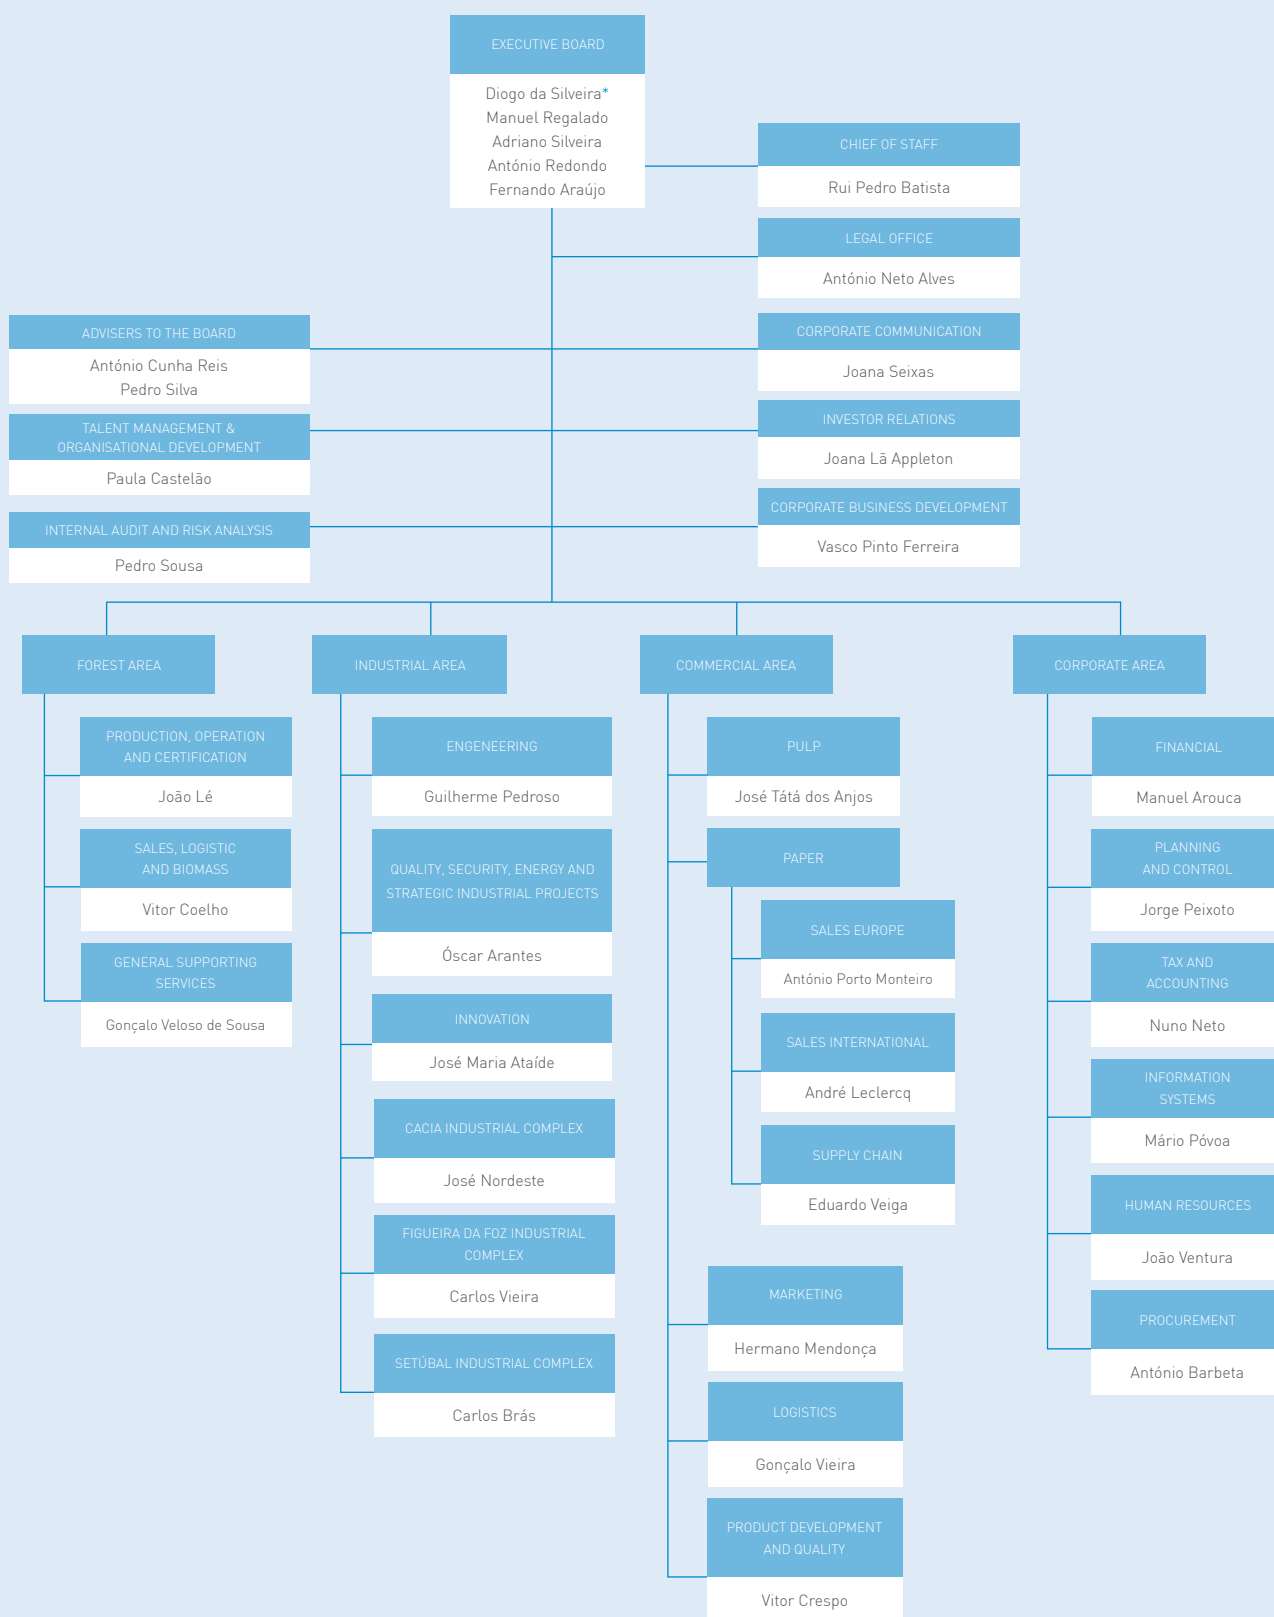 EXECUTIVE BOARD
Diogo da Silveira*
Manuel Regalado
Adriano Silveira
António Redondo
Fernando Araújo
CHIEF OF STAFF
Rui Pedro Batista
LEGAL OFFICE
António Neto Alves
ADVISERS TO THE BOARD
António Cunha Reis
Pedro Silva
CORPORATE COMMUNICATION
Joana Seixas
TALENT MANAGEMENT &
ORGANISATIONAL DEVELOPMENT
Paula Castelão
INVESTOR RELATIONS
Joana Lã Appleton
INTERNAL AUDIT AND RISK ANALYSIS
Pedro Sousa
CORPORATE BUSINESS DEVELOPMENT
Vasco Pinto Ferreira
FOREST AREA
PRODUCTION, OPERATION
AND CERTIFICATION
João Lé
SALES, LOGISTIC
AND BIOMASS
Vitor Coelho
GENERAL SUPPORTING
SERVICES
Gonçalo Veloso de Sousa
INDUSTRIAL AREA
ENGENEERING
Guilherme Pedroso
QUALITY, SECURITY, ENERGY AND
STRATEGIC INDUSTRIAL PROJECTS
Óscar Arantes
INNOVATION
José Maria Ataíde
CACIA INDUSTRIAL COMPLEX
José Nordeste
FIGUEIRA DA FOZ INDUSTRIAL
COMPLEX
Carlos Vieira
SETÚBAL INDUSTRIAL COMPLEX
Carlos Brás
COMMERCIAL AREA
PULP
José Tátá dos Anjos
PAPER
SALES EUROPE
António Porto Monteiro
SALES INTERNATIONAL
André Leclercq
SUPPLY CHAIN
Eduardo Veiga
MARKETING
Hermano Mendonça
LOGISTICS
Gonçalo Vieira
PRODUCT DEVELOPMENT
AND QUALITY
Vitor Crespo
CORPORATE AREA
FINANCIAL
Manuel Arouca
PLANNING
AND CONTROL
Jorge Peixoto
TAX AND
ACCOUNTING
Nuno Neto
INFORMATION
SYSTEMS
Mário Póvoa
HUMAN RESOURCES
João Ventura
PROCUREMENT
António Barbeta